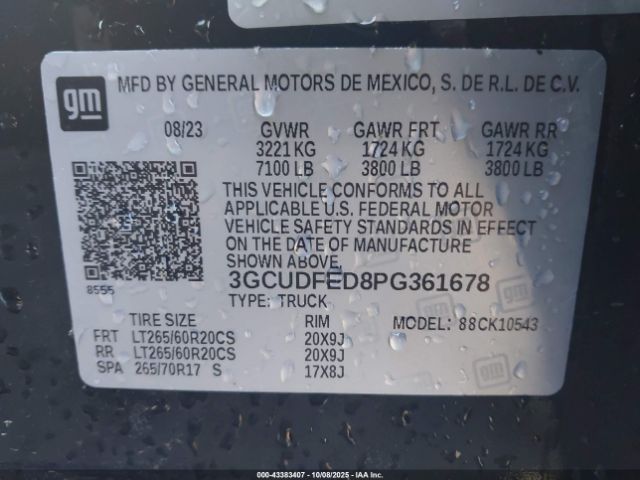 gm MFD BY GENERAL MOTORS DE MEXICO, S. DE R.L. DE C.V.
08/23 GVWR GAWR FRT GAWR RR
3221 KG 1724 KG 1724 KG
7100 LB 3800 LB 3800 LB
THIS VEHICLE CONFORMS TO ALL
APPLICABLE U.S. FEDERAL MOTOR
VEHICLE SAFETY STANDARDS IN EFFECT
ON THE DATE OF MANUFACTURE
SHOWN ABOVE.
3GCUDFED8PG361678
8555
TYPE: TRUCK
TIRE SIZE RIM MODEL: 88CK10543
FRT LT265/60R20CS 20X9J
RR LT265/60R20CS 20X9J
SPA 265/70R17 S 17X8J
gm
000-43383407 - 10/08/2025 - IAAI.COM